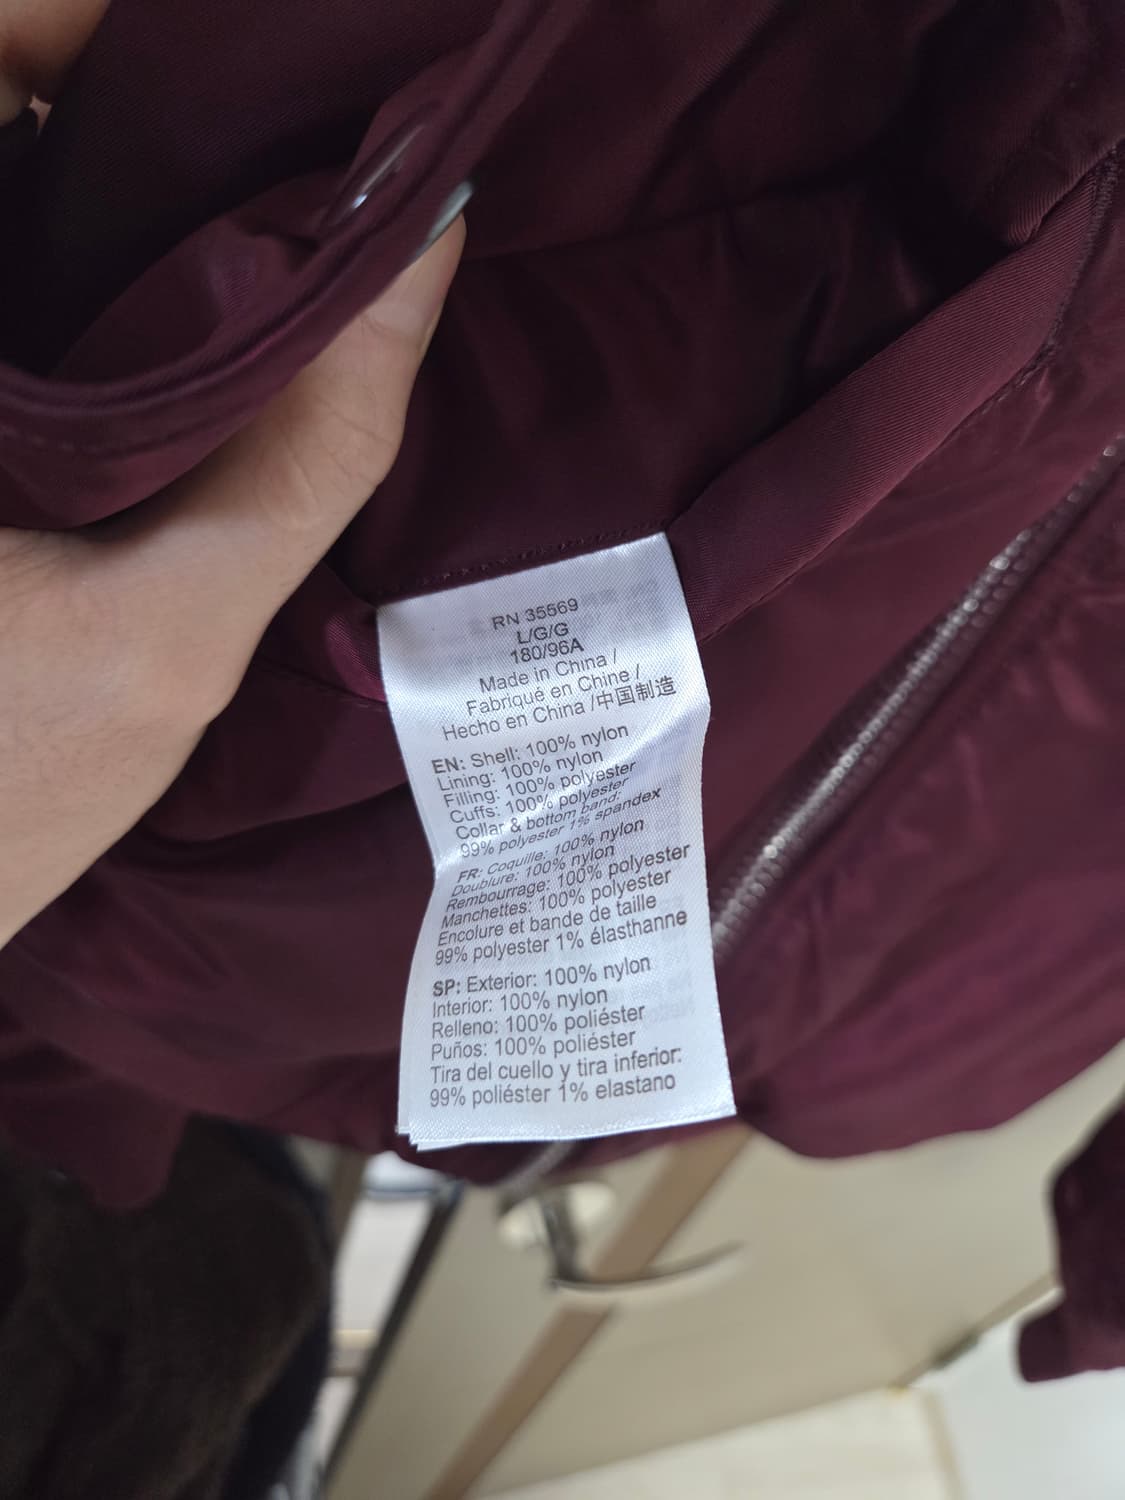 RN 35569
L/G/G
180/96A
Made in China /
Fabriqué en Chine /
Hecho en China /中国制造
EN: Shell: 100% nylon
Lining: 100% nylon
Filling: 100% polyester
Cuffs: 100% polyester
Collar & bottom band:
99% polyester 1% spandex
FR: Coquille: 100% nylon
Doublure: 100% nylon
Rembourrage: 100% polyester
Manchettes: 100% polyester
Encolure et bande de taille
99% polyester 1% élasthanne
SP: Exterior: 100% nylon
Interior: 100% nylon
Relleno: 100% poliéster
Puños: 100% poliéster
Tira del cuello y tira inferior:
99% poliéster 1% elastano